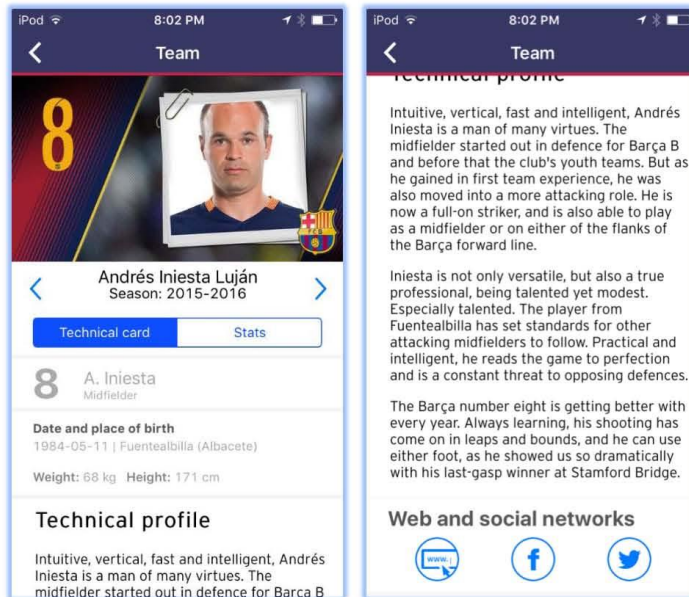 iPod 8:02 PM
Team
8
Andrés Iniesta Luján
Season: 2015-2016
Technical card Stats
8 A. Iniesta
Midfielder
Date and place of birth
1984-05-11 | Fuentealbilla (Albacete)
Weight: 68 kg Height: 171 cm
Technical profile
Intuitive, vertical, fast and intelligent, Andrés
Iniesta is a man of many virtues. The
midfielder started out in defence for Barça B
iPod 8:02 PM
Team
Technical profile
Intuitive, vertical, fast and intelligent, Andrés
Iniesta is a man of many virtues. The
midfielder started out in defence for Barça B
and before that the club's youth teams. But as
he gained in first team experience, he was
also moved into a more attacking role. He is
now a full-on striker, and is also able to play
as a midfielder or on either of the flanks of
the Barça forward line.
Iniesta is not only versatile, but also a true
professional, being talented yet modest.
Especially talented. The player from
Fuentealbilla has set standards for other
attacking midfielders to follow. Practical and
intelligent, he reads the game to perfection
and is a constant threat to opposing defences.
The Barça number eight is getting better with
every year. Always learning, his shooting has
come on in leaps and bounds, and he can use
either foot, as he showed us so dramatically
with his last-gasp winner at Stamford Bridge.
Web and social networks
www.